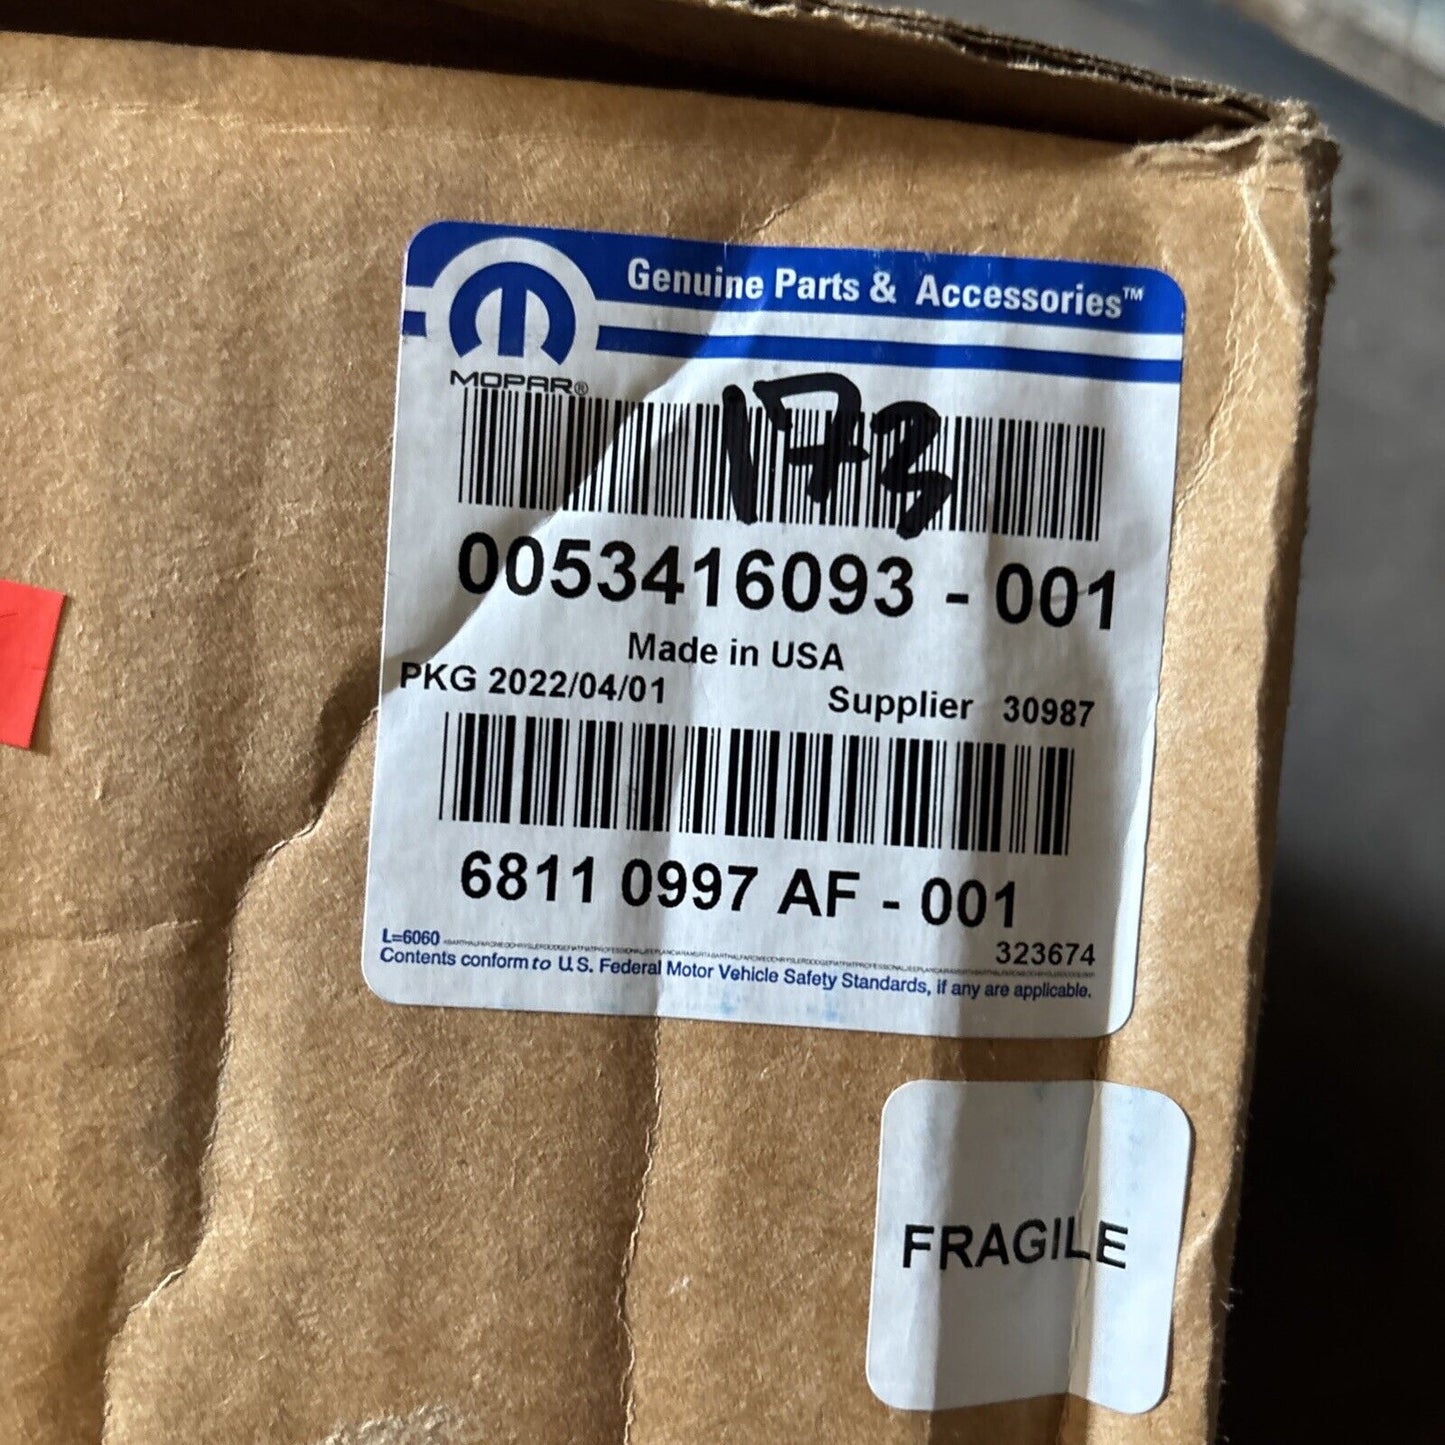 Genuine Parts & Accessories™
MOPAR®
173
0053416093 - 001
Made in USA
PKG 2022/04/01 Supplier 30987
6811 0997 AF - 001
L=6060 323674
Contents conform to U.S. Federal Motor Vehicle Safety Standards, if any are applicable.
FRAGILE